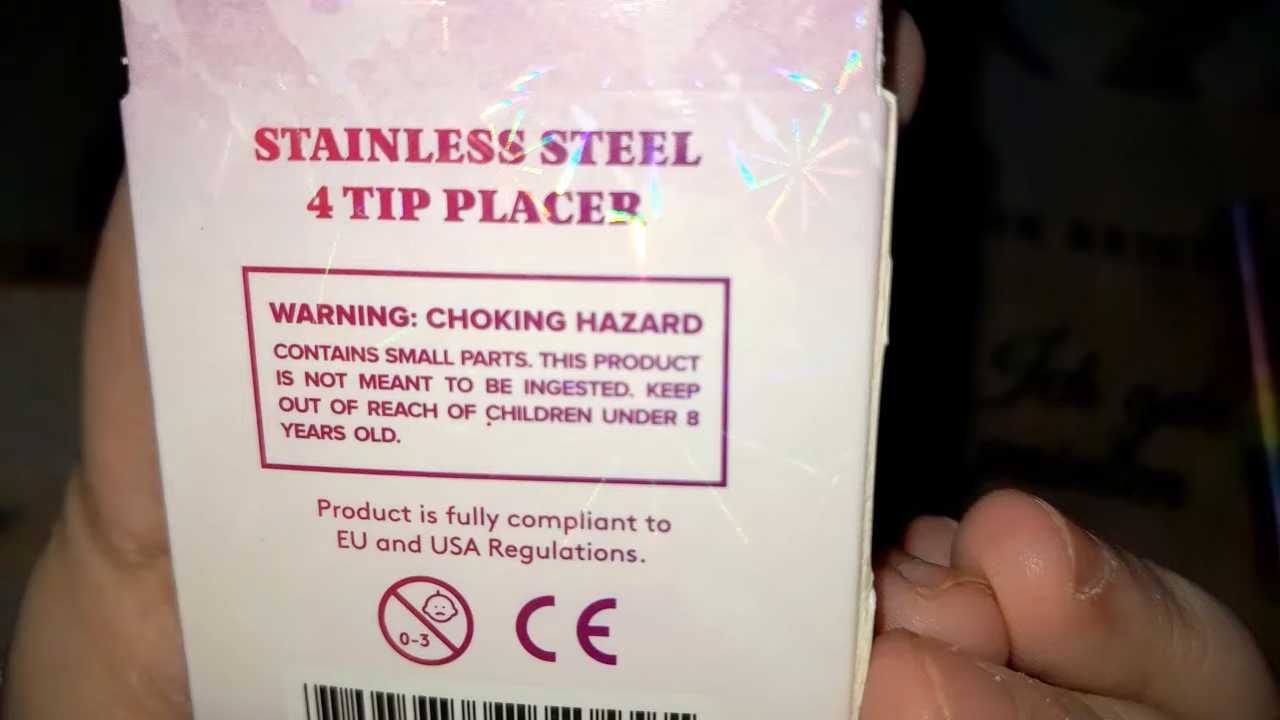 STAINLESS STEEL
4 TIP PLACER
WARNING: CHOKING HAZARD
CONTAINS SMALL PARTS. THIS PRODUCT
IS NOT MEANT TO BE INGESTED. KEEP
OUT OF REACH OF CHILDREN UNDER 8
YEARS OLD.
Product is fully compliant to
EU and USA Regulations.
0-3
CE